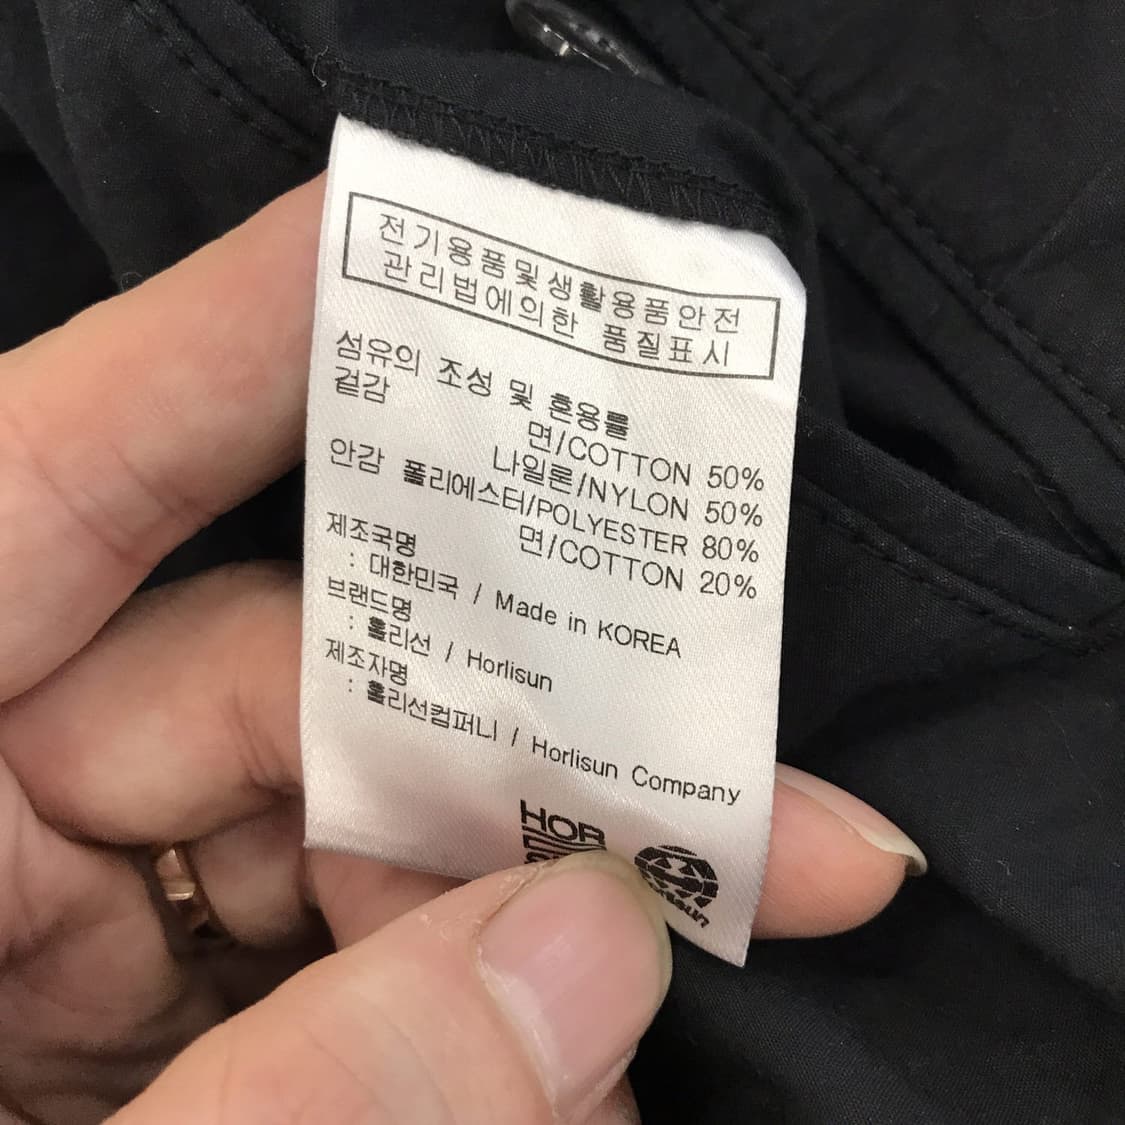 전기용품및생활용품안전
관리법에의한 품질표시
섬유의 조성 및 혼용률
겉감
면/COTTON 50%
나일론/NYLON 50%
안감 폴리에스터/POLYESTER 80%
면/COTTON 20%
제조국명
: 대한민국 / Made in KOREA
브랜드명
: 홀리선 / Horlisun
제조자명
: 홀리선컴퍼니 / Horlisun Company
HOR